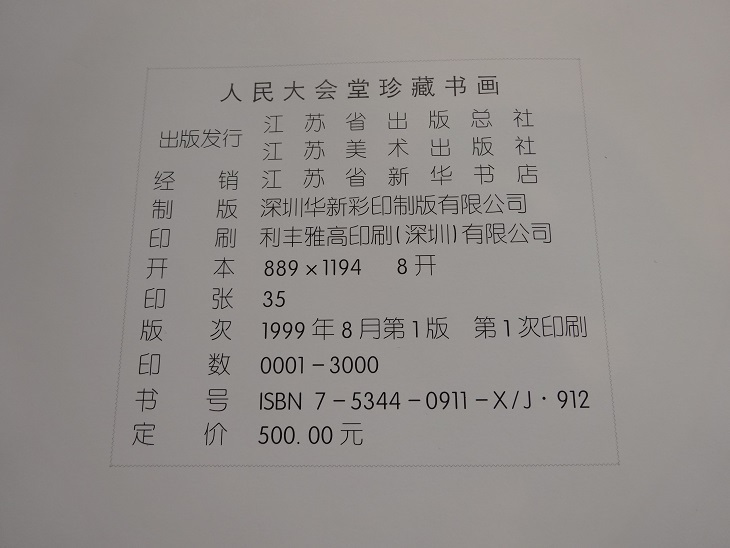 人民大会堂珍藏书画
出版发行 江苏省出版总社
江苏美术出版社
经 销 江苏省新华书店
制 版 深圳华新彩印制版有限公司
印 刷 利丰雅高印刷(深圳)有限公司
开 本 889×1194 8开
印 张 35
版 次 1999年8月第1版 第1次印刷
印 数 0001-3000
书 号 ISBN 7-5344-0911-X/J·912
定 价 500.00元